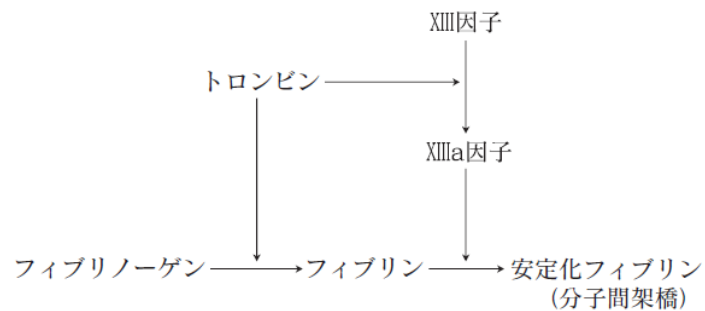 ⅩⅢ因子
トロンビン
ⅩⅢa因子
フィブリノーゲン
フィブリン
安定化フィブリン
(分子間架橋)